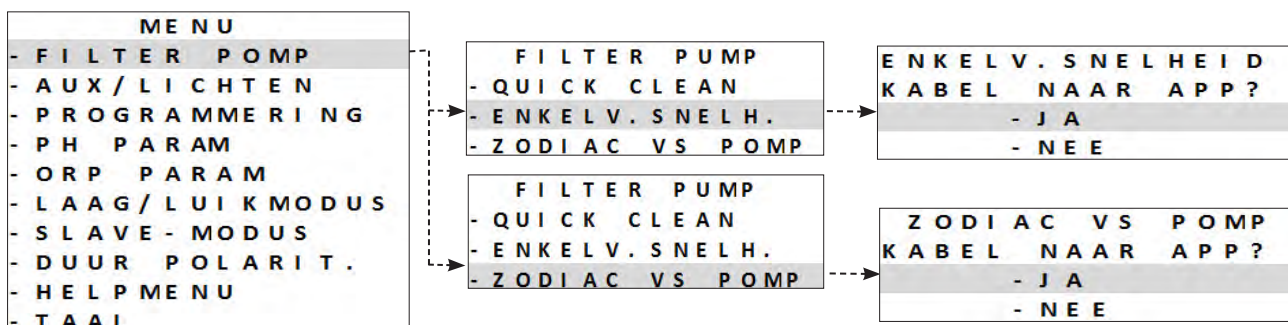 MENU
- FILTER POMP
- AUX/LICHTEN
- PROGRAMMERING
- PH PARAM
- ORP PARAM
- LAAG/LUIKMODUS
- SLAVE-MODUS
- DUUR POLARIT.
- HELPMENU
- TAAL
FILTER PUMP
- QUICK CLEAN
- ENKELV.SNELH.
- ZODIAC VS POMP
ENKELV.SNELHEID
KABEL NAAR APP?
- JA
- NEE
FILTER PUMP
- QUICK CLEAN
- ENKELV.SNELH.
- ZODIAC VS POMP
ZODIAC VS POMP
KABEL NAAR APP?
- JA
- NEE